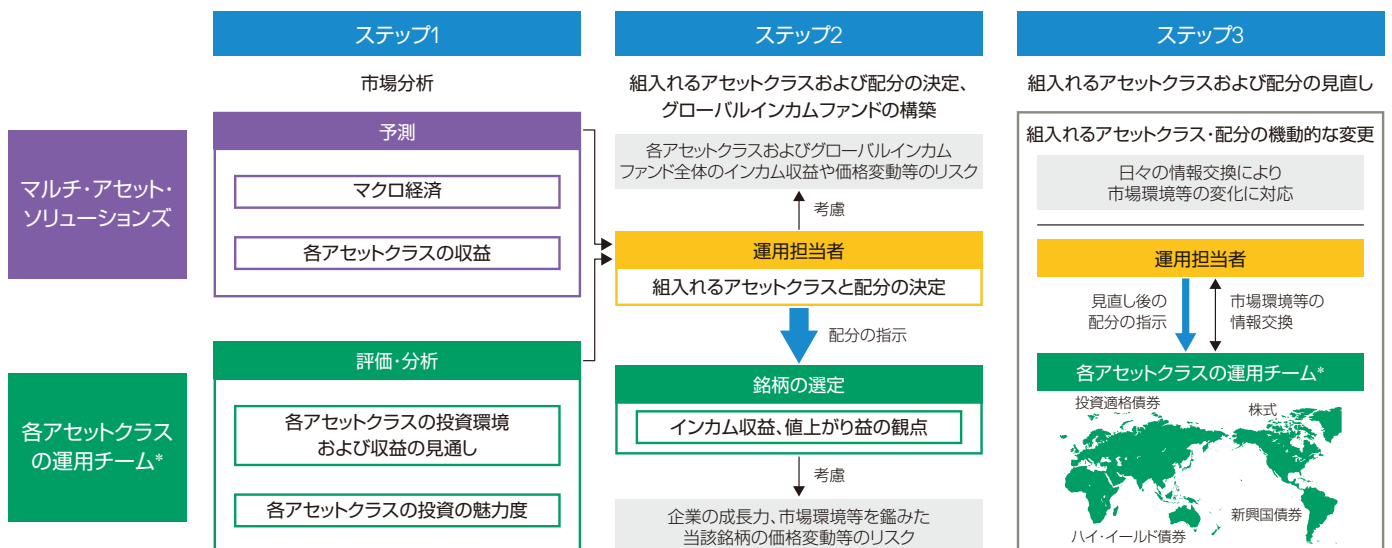 ステップ1
ステップ2
ステップ3
市場分析
組入れるアセットクラスおよび配分の決定、
グローバルインカムファンドの構築
組入れるアセットクラスおよび配分の見直し
マルチ・アセット・
ソリューションズ
予測
マクロ経済
各アセットクラスの収益
各アセットクラスおよびグローバルインカム
ファンド全体のインカム収益や価格変動等のリスク
考慮
運用担当者
組入れるアセットクラスと配分の決定
配分の指示
組入れるアセットクラス・配分の機動的な変更
日々の情報交換により
市場環境等の変化に対応
運用担当者
見直し後の
配分の指示
市場環境等の
情報交換
各アセットクラス
の運用チーム*
評価・分析
各アセットクラスの投資環境
および収益の見通し
各アセットクラスの投資の魅力度
銘柄の選定
インカム収益、値上がり益の観点
考慮
企業の成長力、市場環境等を鑑みた
当該銘柄の価格変動等のリスク
各アセットクラスの運用チーム*
投資適格債券
株式
新興国債券
ハイ・イールド債券